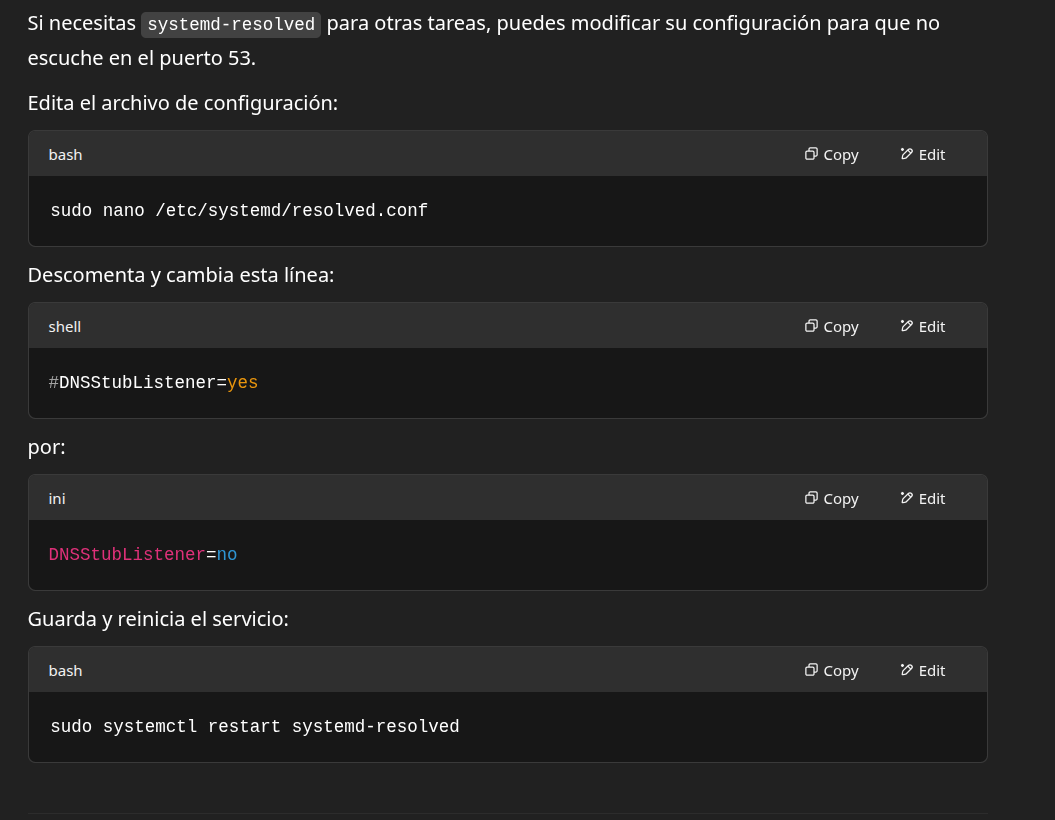 Si necesitas systemd-resolved para otras tareas, puedes modificar su configuración para que no
escuche en el puerto 53.
Edita el archivo de configuración:
bash Copy Edit
sudo nano /etc/systemd/resolved.conf
Descomenta y cambia esta línea:
shell Copy Edit
#DNSStubListener=yes
por:
ini Copy Edit
DNSStubListener=no
Guarda y reinicia el servicio:
bash Copy Edit
sudo systemctl restart systemd-resolved